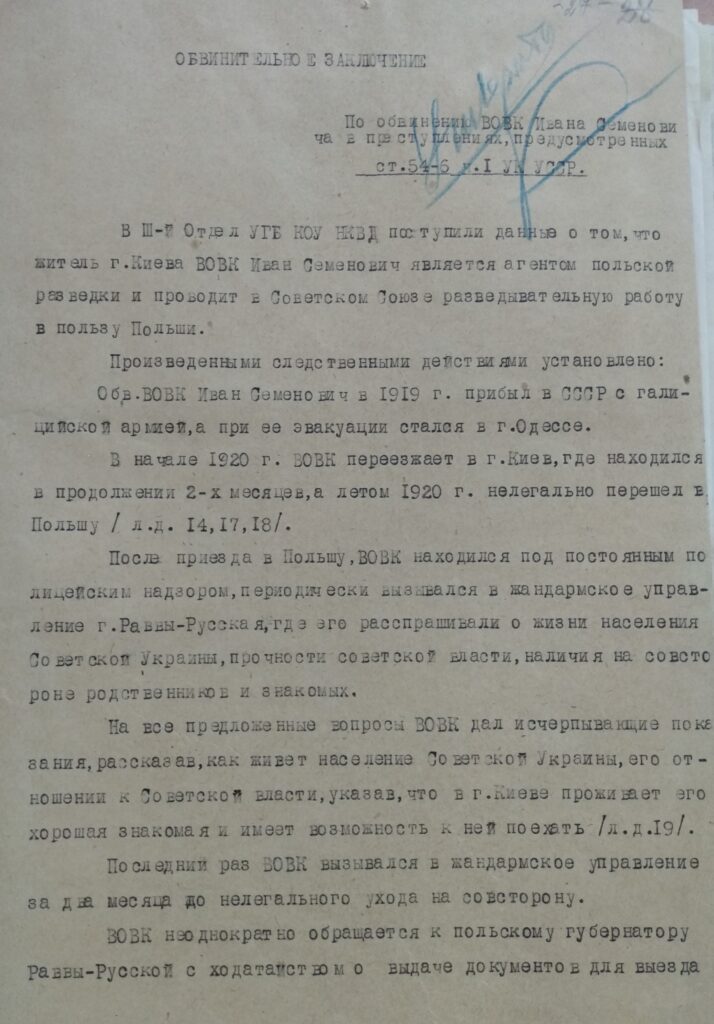 ОБВИНИТЕЛЬНОЕ ЗАКЛЮЧЕНИЕ
По обвинению ВОВК Ивана Семенови
ча в преступлениях, предусмотренных
ст.54-6 ч.I УК УССР.
В Ш-й Отдел УГБ КОУ НКВД поступили данные о том,что
житель г.Киева ВОВК Иван Семенович является агентом польской
разведки и проводит в Советском Союзе разведывательную работу
в пользу Польши.
Произведенными следственными действиями установлено:
Обв.ВОВК Иван Семенович в 1919 г. прибыл в СССР с гали-
цийской армией,а при ее эвакуации стался в г.Одессе.
В начале 1920 г. ВОВК переезжает в г.Киев,где находился
в продолжении 2-х месяцев,а летом 1920 г. нелегально перешел в
Польшу / л.д. 14,17,18/.
После приезда в Польшу,ВОВК находился под постоянным по
лицейским надзором,периодически вызывался в жандармское управ-
ление г.Раввы-Русская,где его расспрашивали о жизни населения
Советской Украины,прочности советской власти,наличия на совсто
роне родственников и знакомых.
На все предложенные вопросы ВОВК дал исчерпывающие пока
зания,рассказав,как живет население Советской Украины,его от-
ношении к Советской власти,указав,что в г.Киеве проживает его
хорошая знакомая и имеет возможность к ней поехать /л.д.19/.
Последний раз ВОВК вызывался в жандармское управление
за два месяца до нелегального ухода на совсторону.
ВОВК неоднократно обращается к польскому губернатору
Раввы-Русской с ходатайством о выдаче документов для выезда